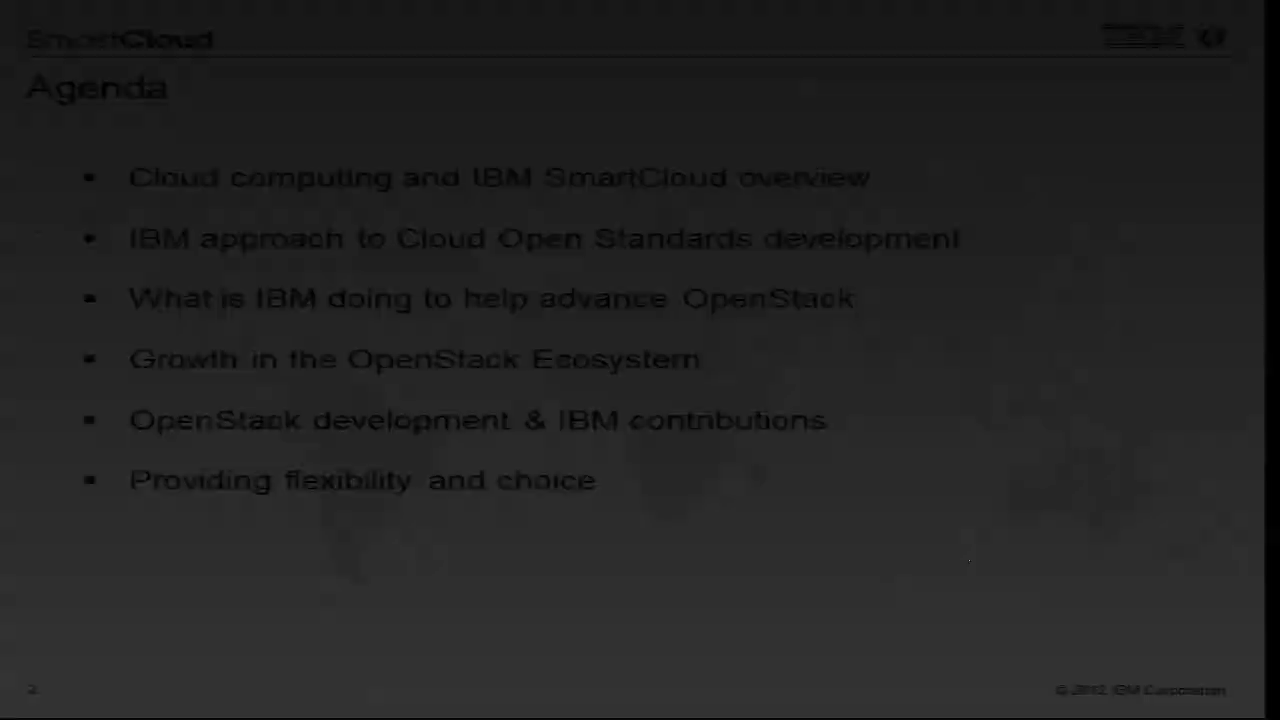 SmartCloud IBM
Agenda
▪ Cloud computing and IBM SmartCloud overview
▪ IBM approach to Cloud Open Standards development
▪ What is IBM doing to help advance OpenStack
▪ Growth in the OpenStack Ecosystem
▪ OpenStack development & IBM contributions
▪ Providing flexibility and choice
2 © 2012 IBM Corporation